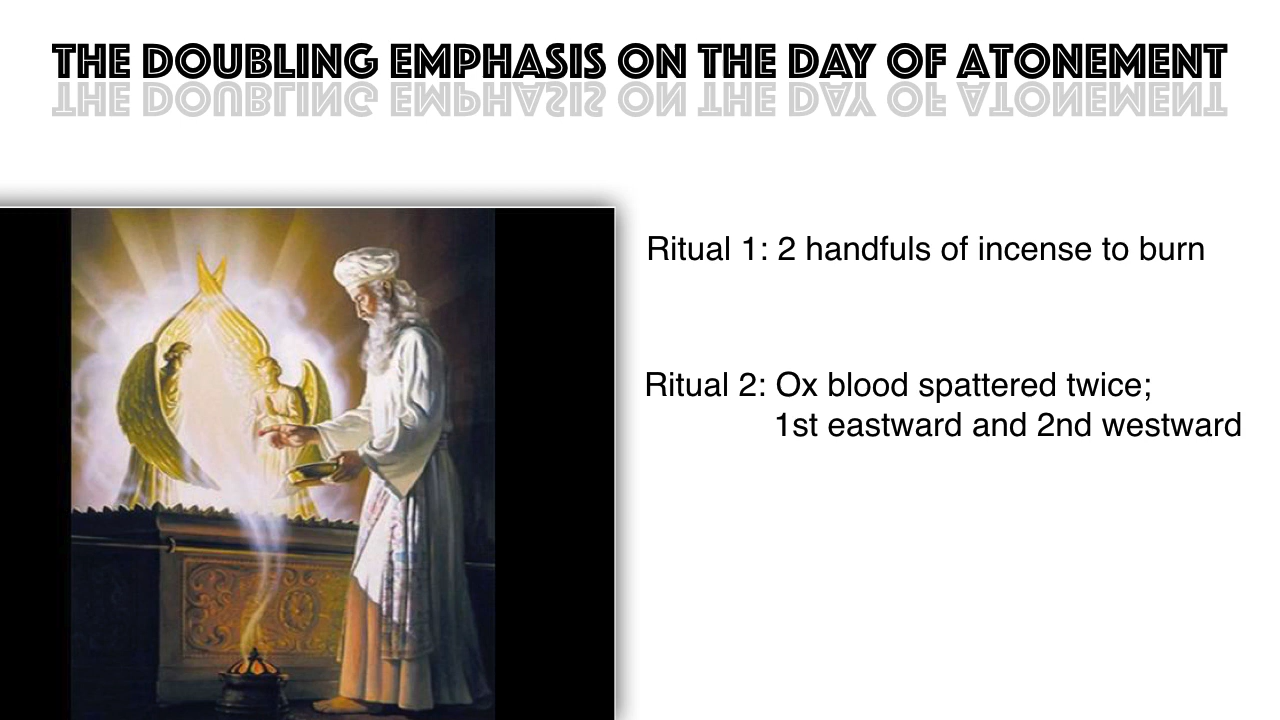 THE DOUBLING EMPHASIS ON THE DAY OF ATONEMENT
Ritual 1: 2 handfuls of incense to burn
Ritual 2: Ox blood spattered twice;
1st eastward and 2nd westward